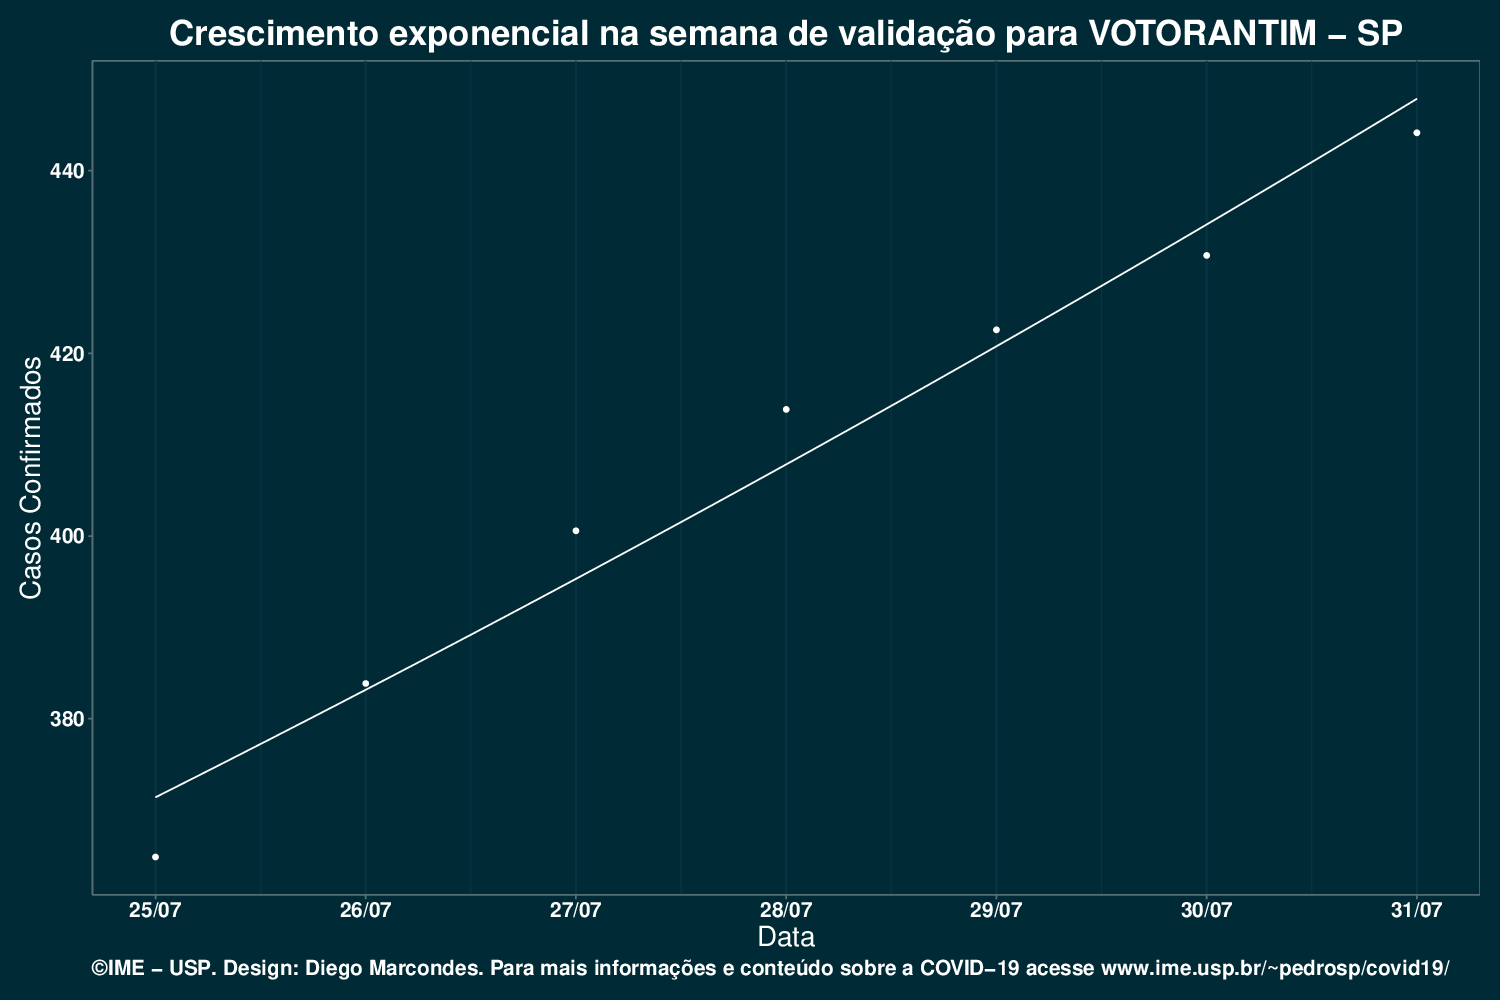 Crescimento exponencial na semana de validação para VOTORANTIM – SP
440
420
400
380
Casos Confirmados
25/07 26/07 27/07 28/07 29/07 30/07 31/07
Data
©IME – USP. Design: Diego Marcondes. Para mais informações e conteúdo sobre a COVID–19 acesse www.ime.usp.br/~pedrosp/covid19/